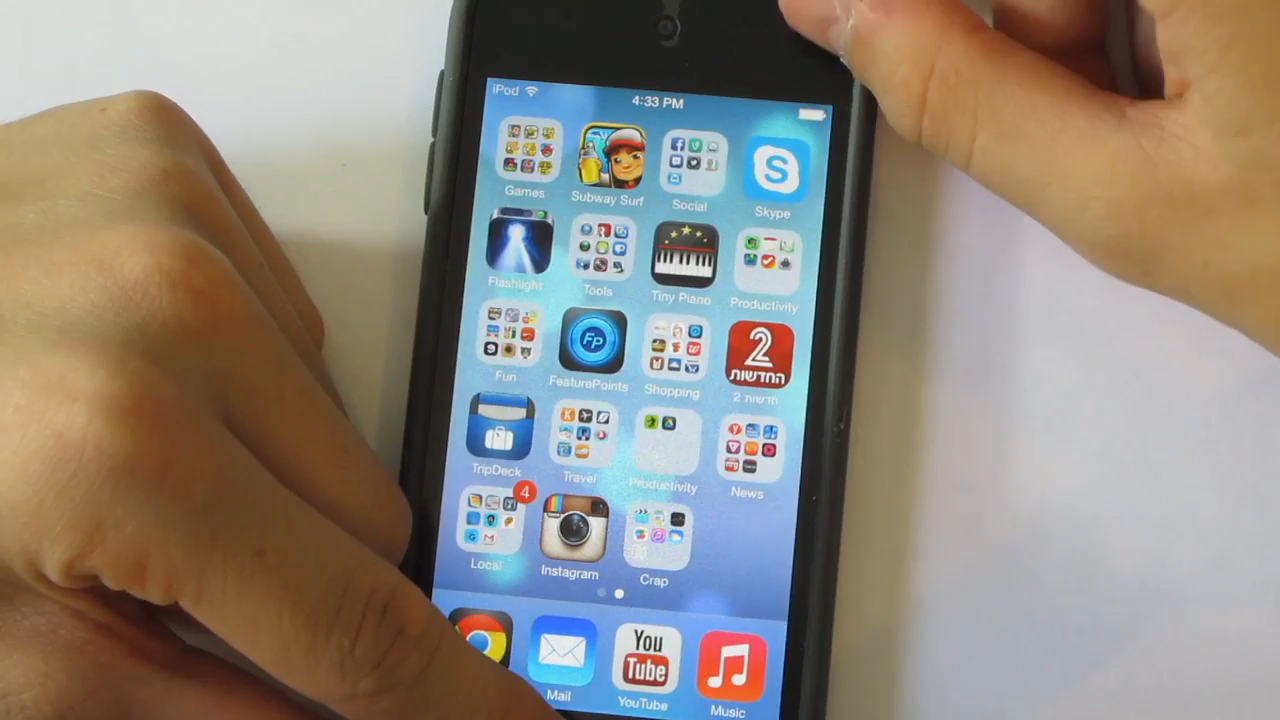 iPod
4:33 PM
Games
Subway Surf
Social
Skype
Flashlight
Tools
Tiny Piano
Productivity
Fun
Fp
FeaturePoints
Shopping
2
החדשות
חדשות 2
TripDeck
Travel
Productivity
News
4
Local
Instagram
Crap
Mail
You
Tube
YouTube
Music